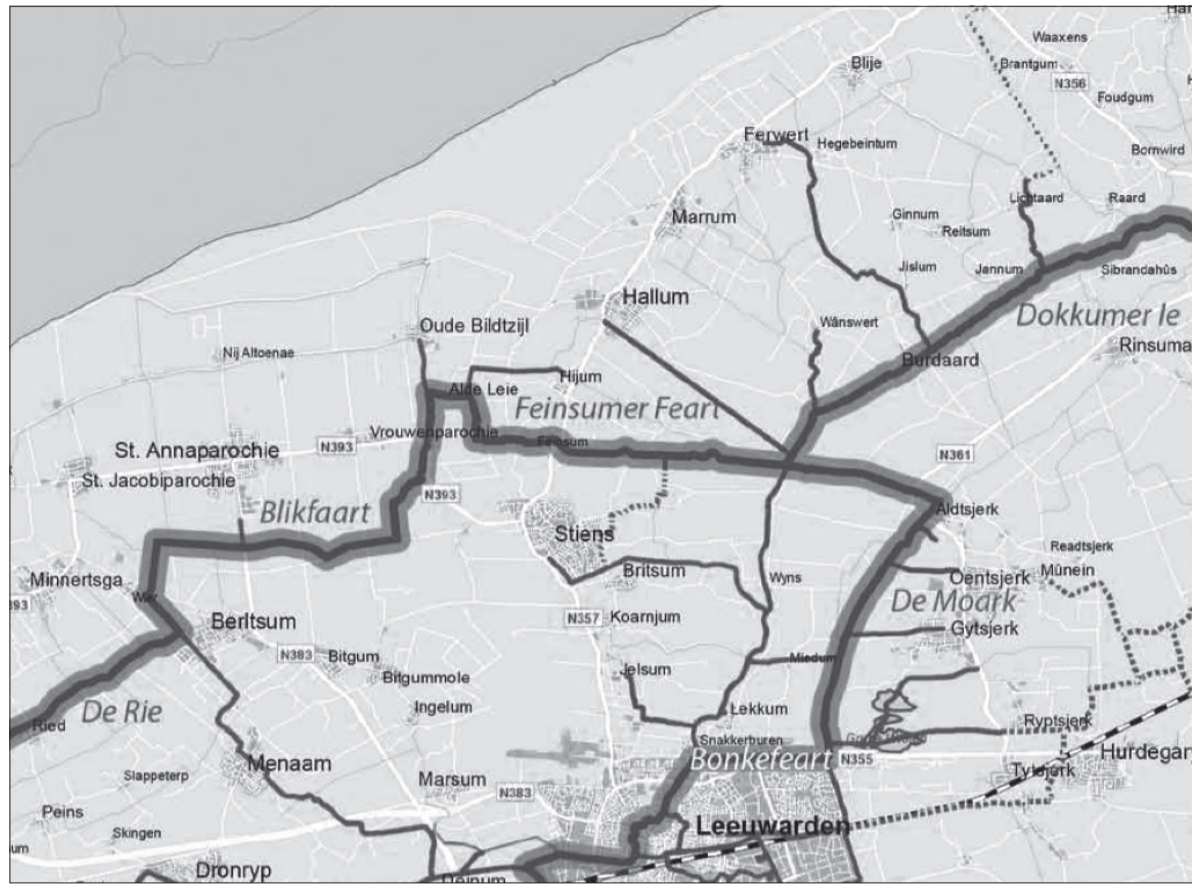 Waaxens
Blije
Brantgum
N356
Foudgum
Ferwert
Hegebeintum
Bornwird
Lichtaard
Raard
Marrum
Ginnum
Reitsum
Jislum
Jannum
Sibrandahûs
Hallum
Dokkumer Ie
Oude Bildtzijl
Wânswert
Rinsuma
Nij Altoenae
Burdaard
Hijum
Alde Leie
Feinsumer Feart
Vrouwenparochie
Feinsum
N393
St. Annaparochie
N361
St. Jacobiparochie
N393
Blikfaart
Aldtsjerk
Stiens
Readtsjerk
Minnertsga
Britsum
Wyns
Oentsjerk
Mûnein
N393
Wier
De Moark
Berltsum
N357
Koarnjum
Gytsjerk
N383
Bitgum
Miedum
Bitgummole
Jelsum
De Rie
Ingelum
Lekkum
Ried
Ryptsjerk
Snakkerburen
Bonkefeart
N355
Hurdegar
Menaam
Slappeterp
Marsum
Tytsjerk
N383
Peins
Leeuwarden
Skingen
Dronryp
Deinum